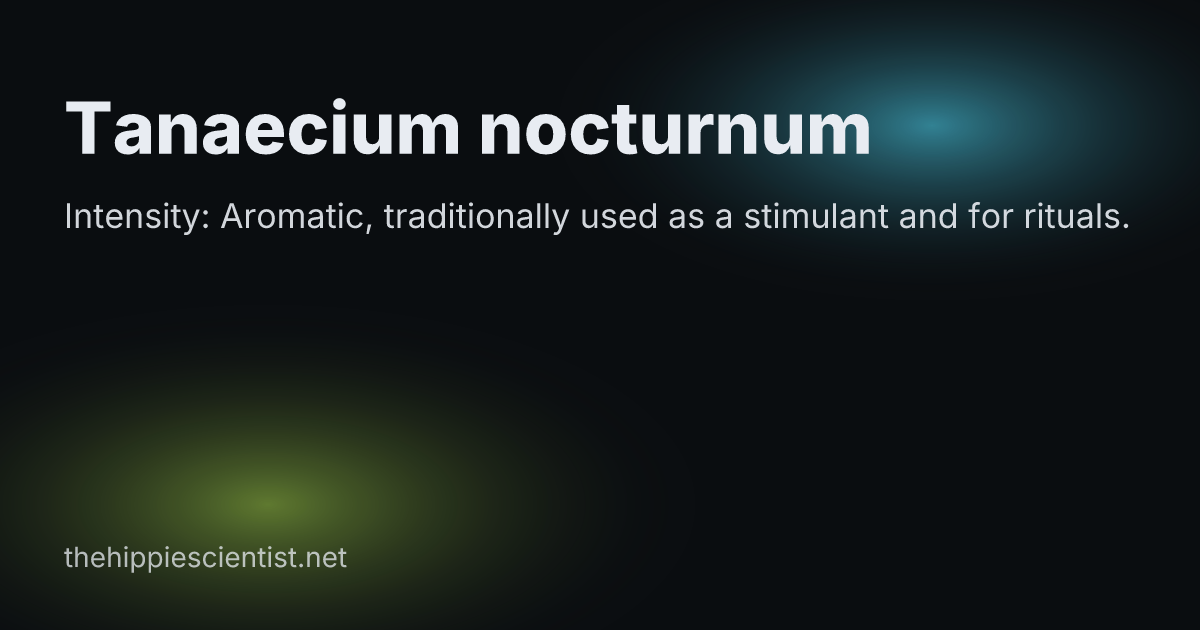 Tanaecium nocturnum
Intensity: Aromatic, traditionally used as a stimulant and for rituals.
thehippiescientist.net